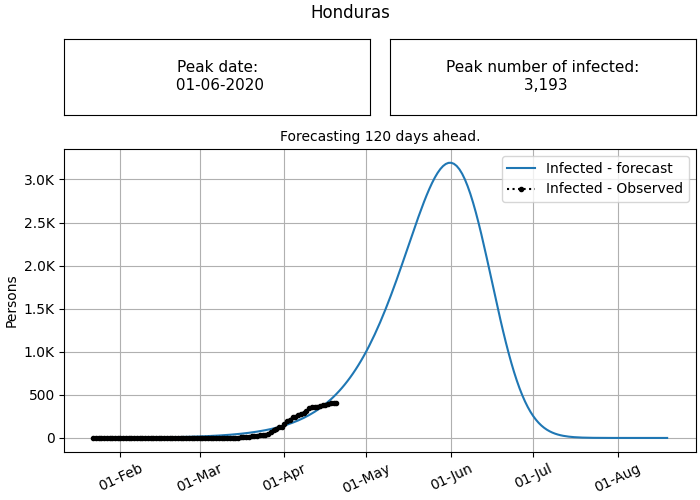 Honduras
Peak date:
01-06-2020
Peak number of infected:
3,193
Forecasting 120 days ahead.
Infected - forecast
Infected - Observed
Persons
3.0K
2.5K
2.0K
1.5K
1.0K
500
0
01-Feb
01-Mar
01-Apr
01-May
01-Jun
01-Jul
01-Aug